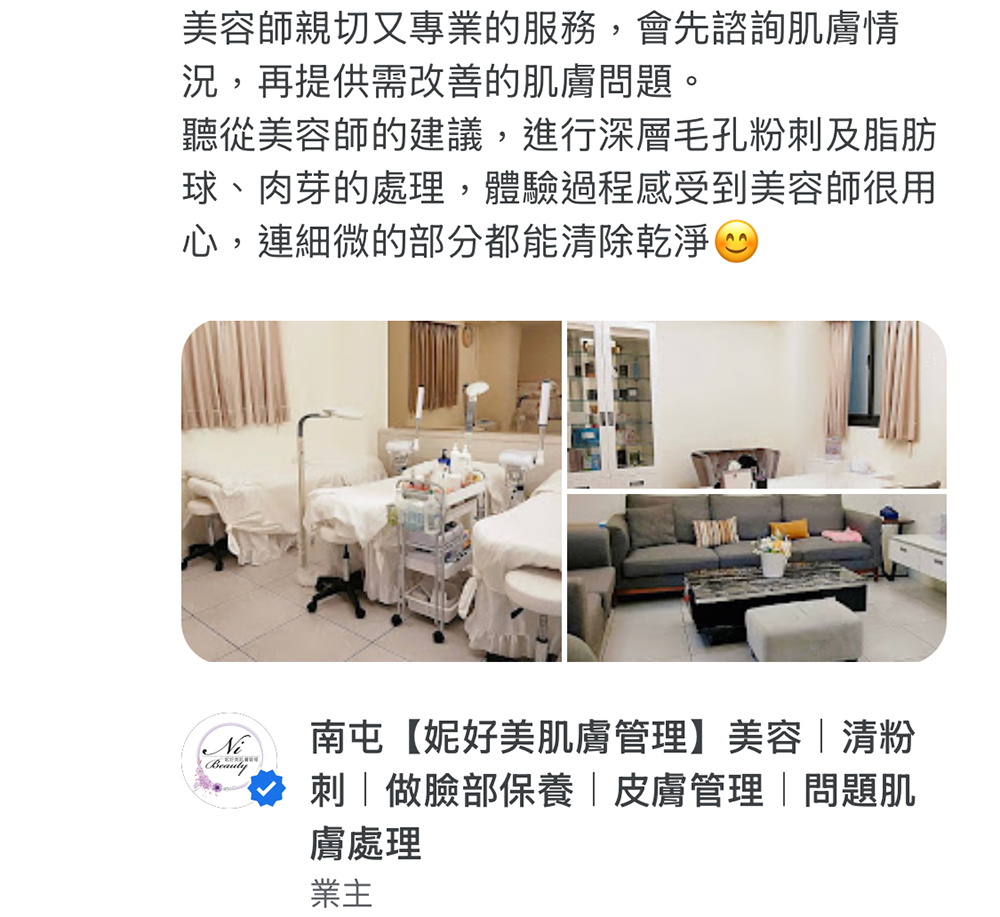 美容師親切又專業的服務，會先諮詢肌膚情
況，再提供需改善的肌膚問題。
聽從美容師的建議，進行深層毛孔粉刺及脂肪
球、肉芽的處理，體驗過程感受到美容師很用
心，連細微的部分都能清除乾淨😊
Ni
Beauty
南屯【妮好美肌膚管理】美容｜清粉
刺｜做臉部保養｜皮膚管理｜問題肌
膚處理
業主